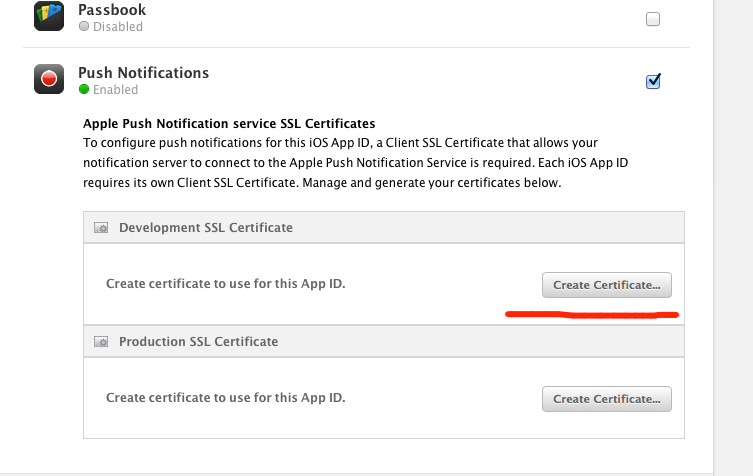 Passbook
Disabled
Push Notifications
Enabled
Apple Push Notification service SSL Certificates
To configure push notifications for this iOS App ID, a Client SSL Certificate that allows your
notification server to connect to the Apple Push Notification Service is required. Each iOS App ID
requires its own Client SSL Certificate. Manage and generate your certificates below.
Development SSL Certificate
Create certificate to use for this App ID.
Create Certificate...
Production SSL Certificate
Create certificate to use for this App ID.
Create Certificate...